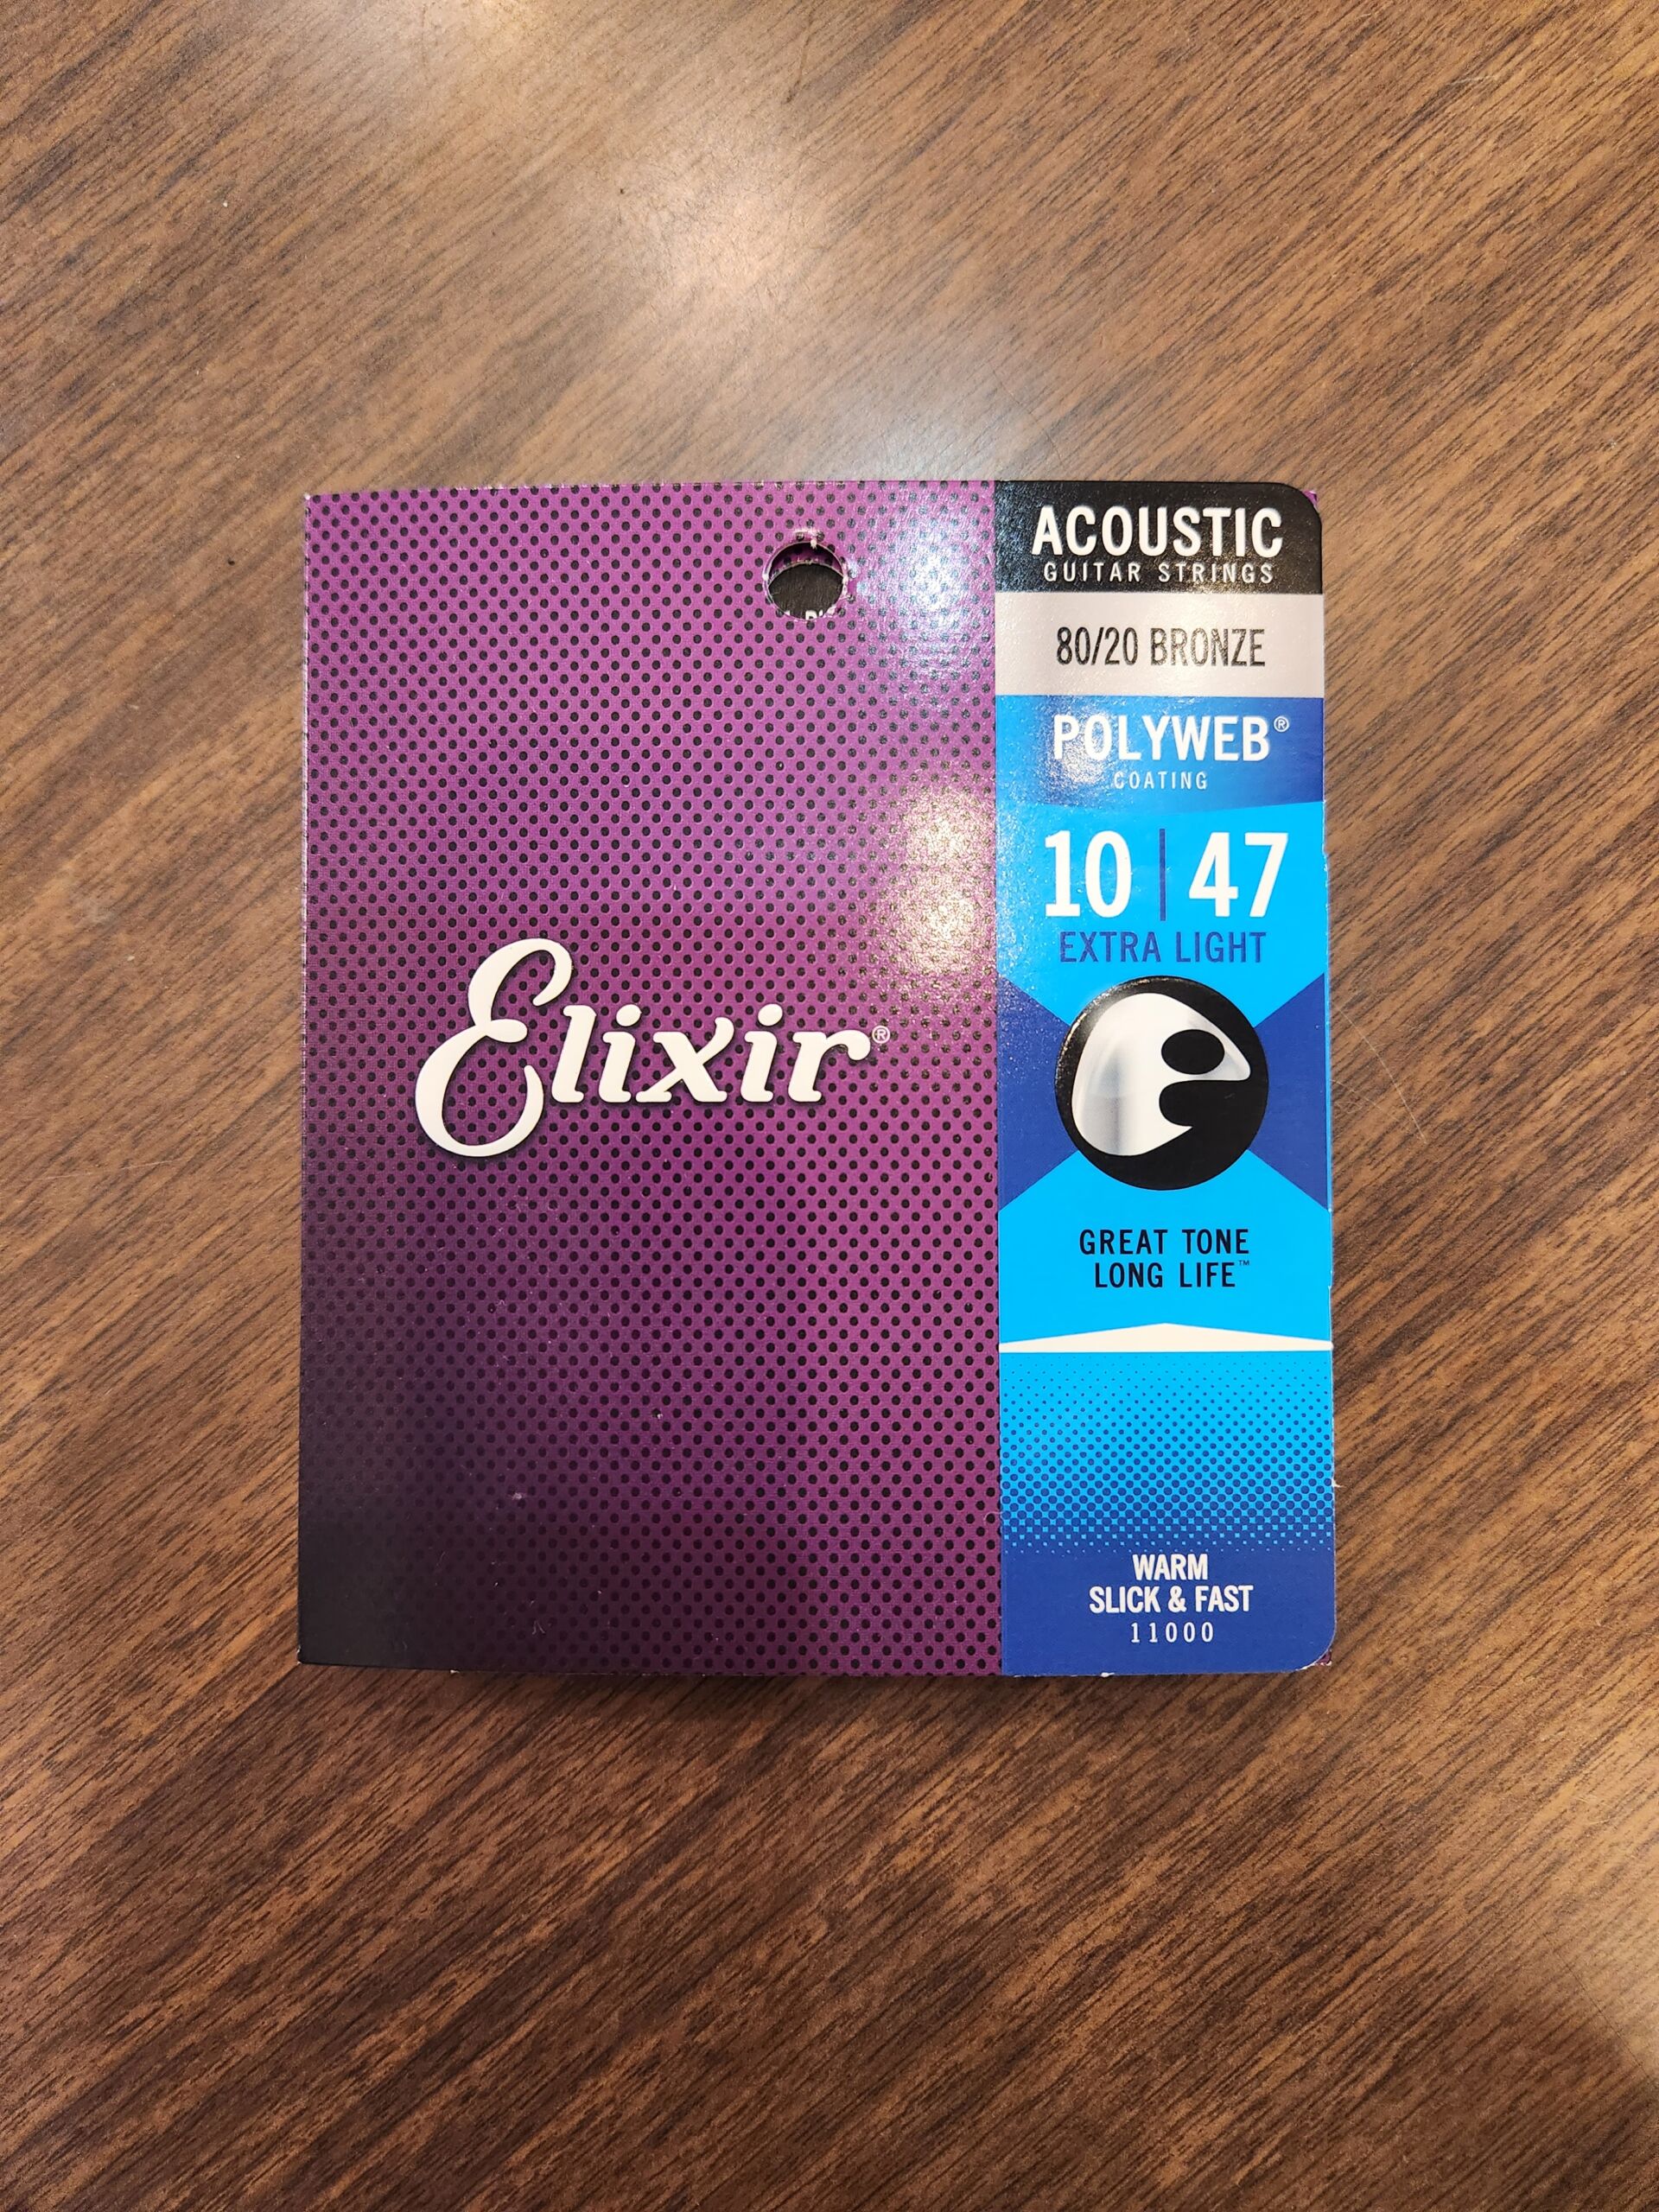 Elixir®
ACOUSTIC
GUITAR STRINGS
80/20 BRONZE
POLYWEB®
COATING
10 | 47
EXTRA LIGHT
GREAT TONE
LONG LIFE™
WARM
SLICK & FAST
11000